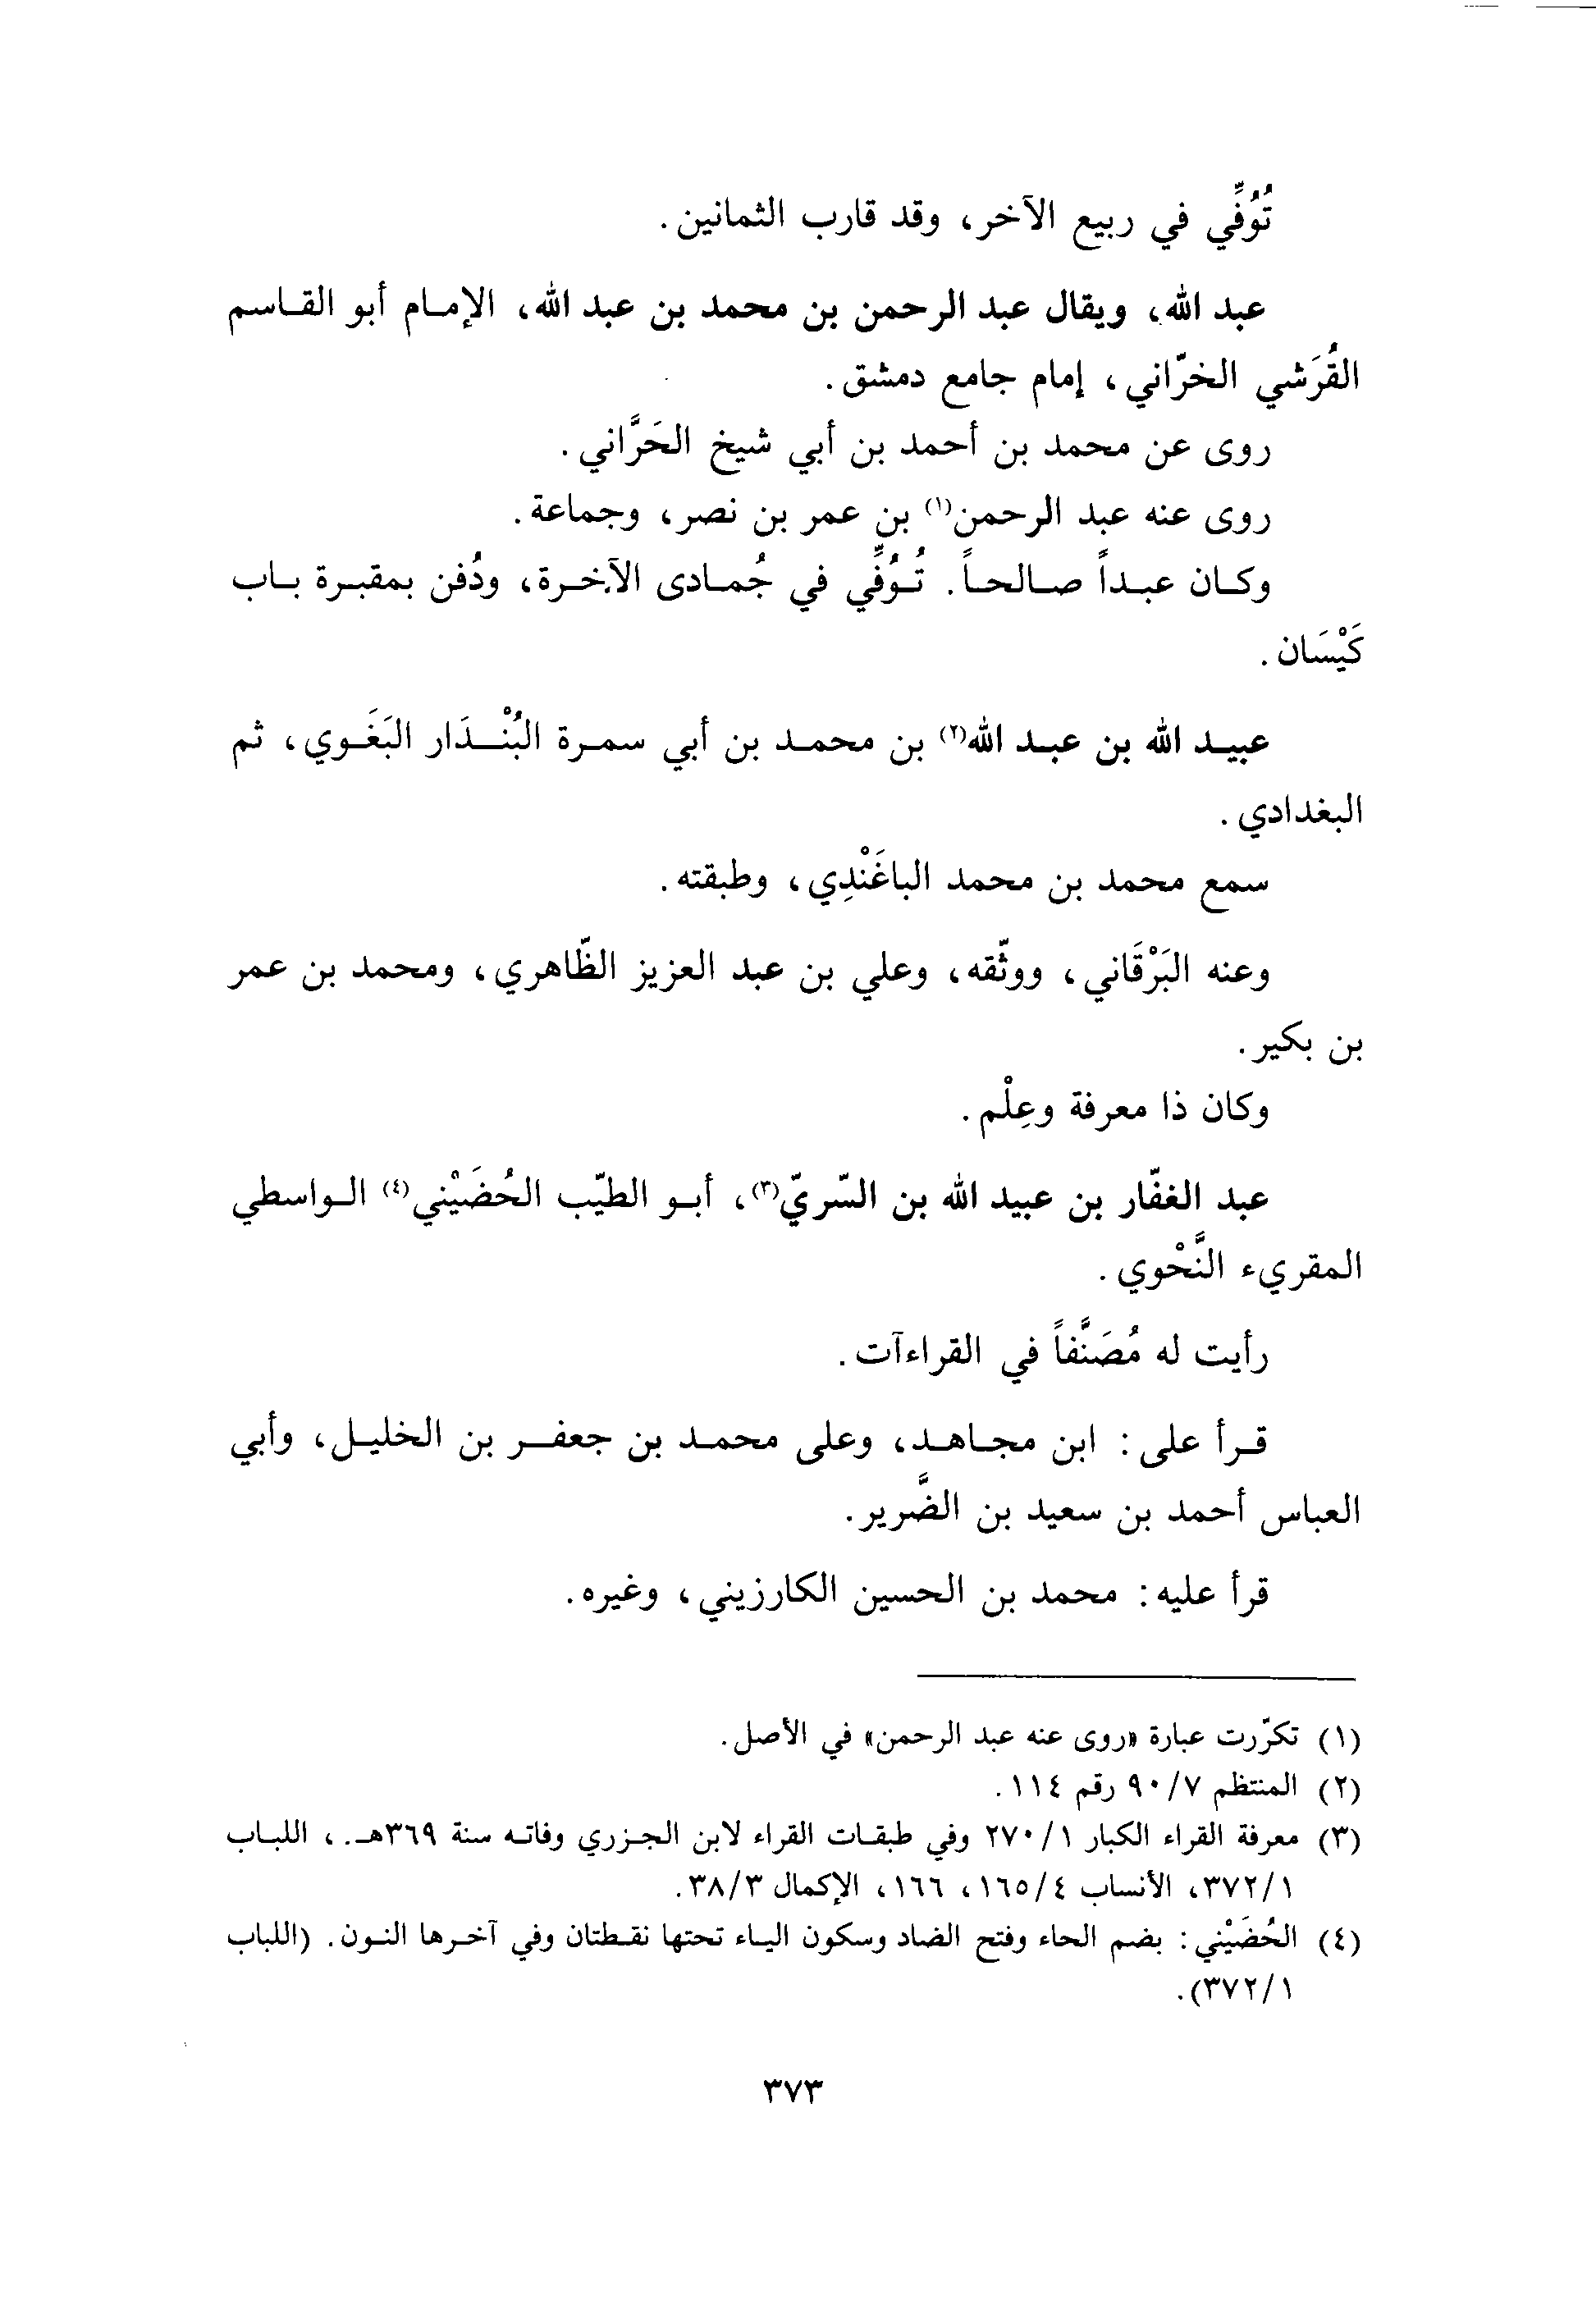 تُوُفِّي في ربيع الآخر، وقد قارب الثمانين.
عبد الله، ويقال عبد الرحمن بن محمد بن عبد الله، الإمام أبو القاسم
القُرَشي الخرّاني، إمام جامع دمشق.
روى عن محمد بن أحمد بن أبي شيخ الحَرَّاني.
روى عنه عبد الرحمن(١) بن عمر بن نصر، وجماعة.
وكان عبداً صالحاً. تُوُفِّي في جُمادى الآخرة، ودُفن بمقبرة باب
كَيْسَان.
عبيد الله بن عبد الله(٢) بن محمد بن أبي سمرة البُنْدَار البَغَوي، ثم
البغدادي.
سمع محمد بن محمد الباغَنْدِي، وطبقته.
وعنه البَرْقَاني، ووثّقه، وعلي بن عبد العزيز الظّاهري، ومحمد بن عمر
بن بكير.
وكان ذا معرفة وعِلْم.
عبد الغفّار بن عبيد الله بن السّريّ(٣)، أبو الطيّب الحُضَيْني(٤) الواسطي
المقريء النَّحْوي.
رأيت له مُصَنَّفاً في القراءآت.
قرأ على: ابن مجاهد، وعلى محمد بن جعفر بن الخليل، وأبي
العباس أحمد بن سعيد بن الضَّرير.
قرأ عليه: محمد بن الحسين الكارزيني، وغيره.
(١) تكرّرت عبارة «روى عنه عبد الرحمن» في الأصل.
(٢) المنتظم ٩٠/٧ رقم ١١٤.
(٣) معرفة القراء الكبار ٢٧٠/١ وفي طبقات القراء لابن الجزري وفاته سنة ٣٦٩هـ.، اللباب
٣٧٢/١، الأنساب ١٦٥/٤، ١٦٦، الإكمال ٣٨/٣.
(٤) الحُضَيْني: بضم الحاء وفتح الضاد وسكون الياء تحتها نقطتان وفي آخرها النون. (اللباب
٣٧٢/١).
٣٧٣